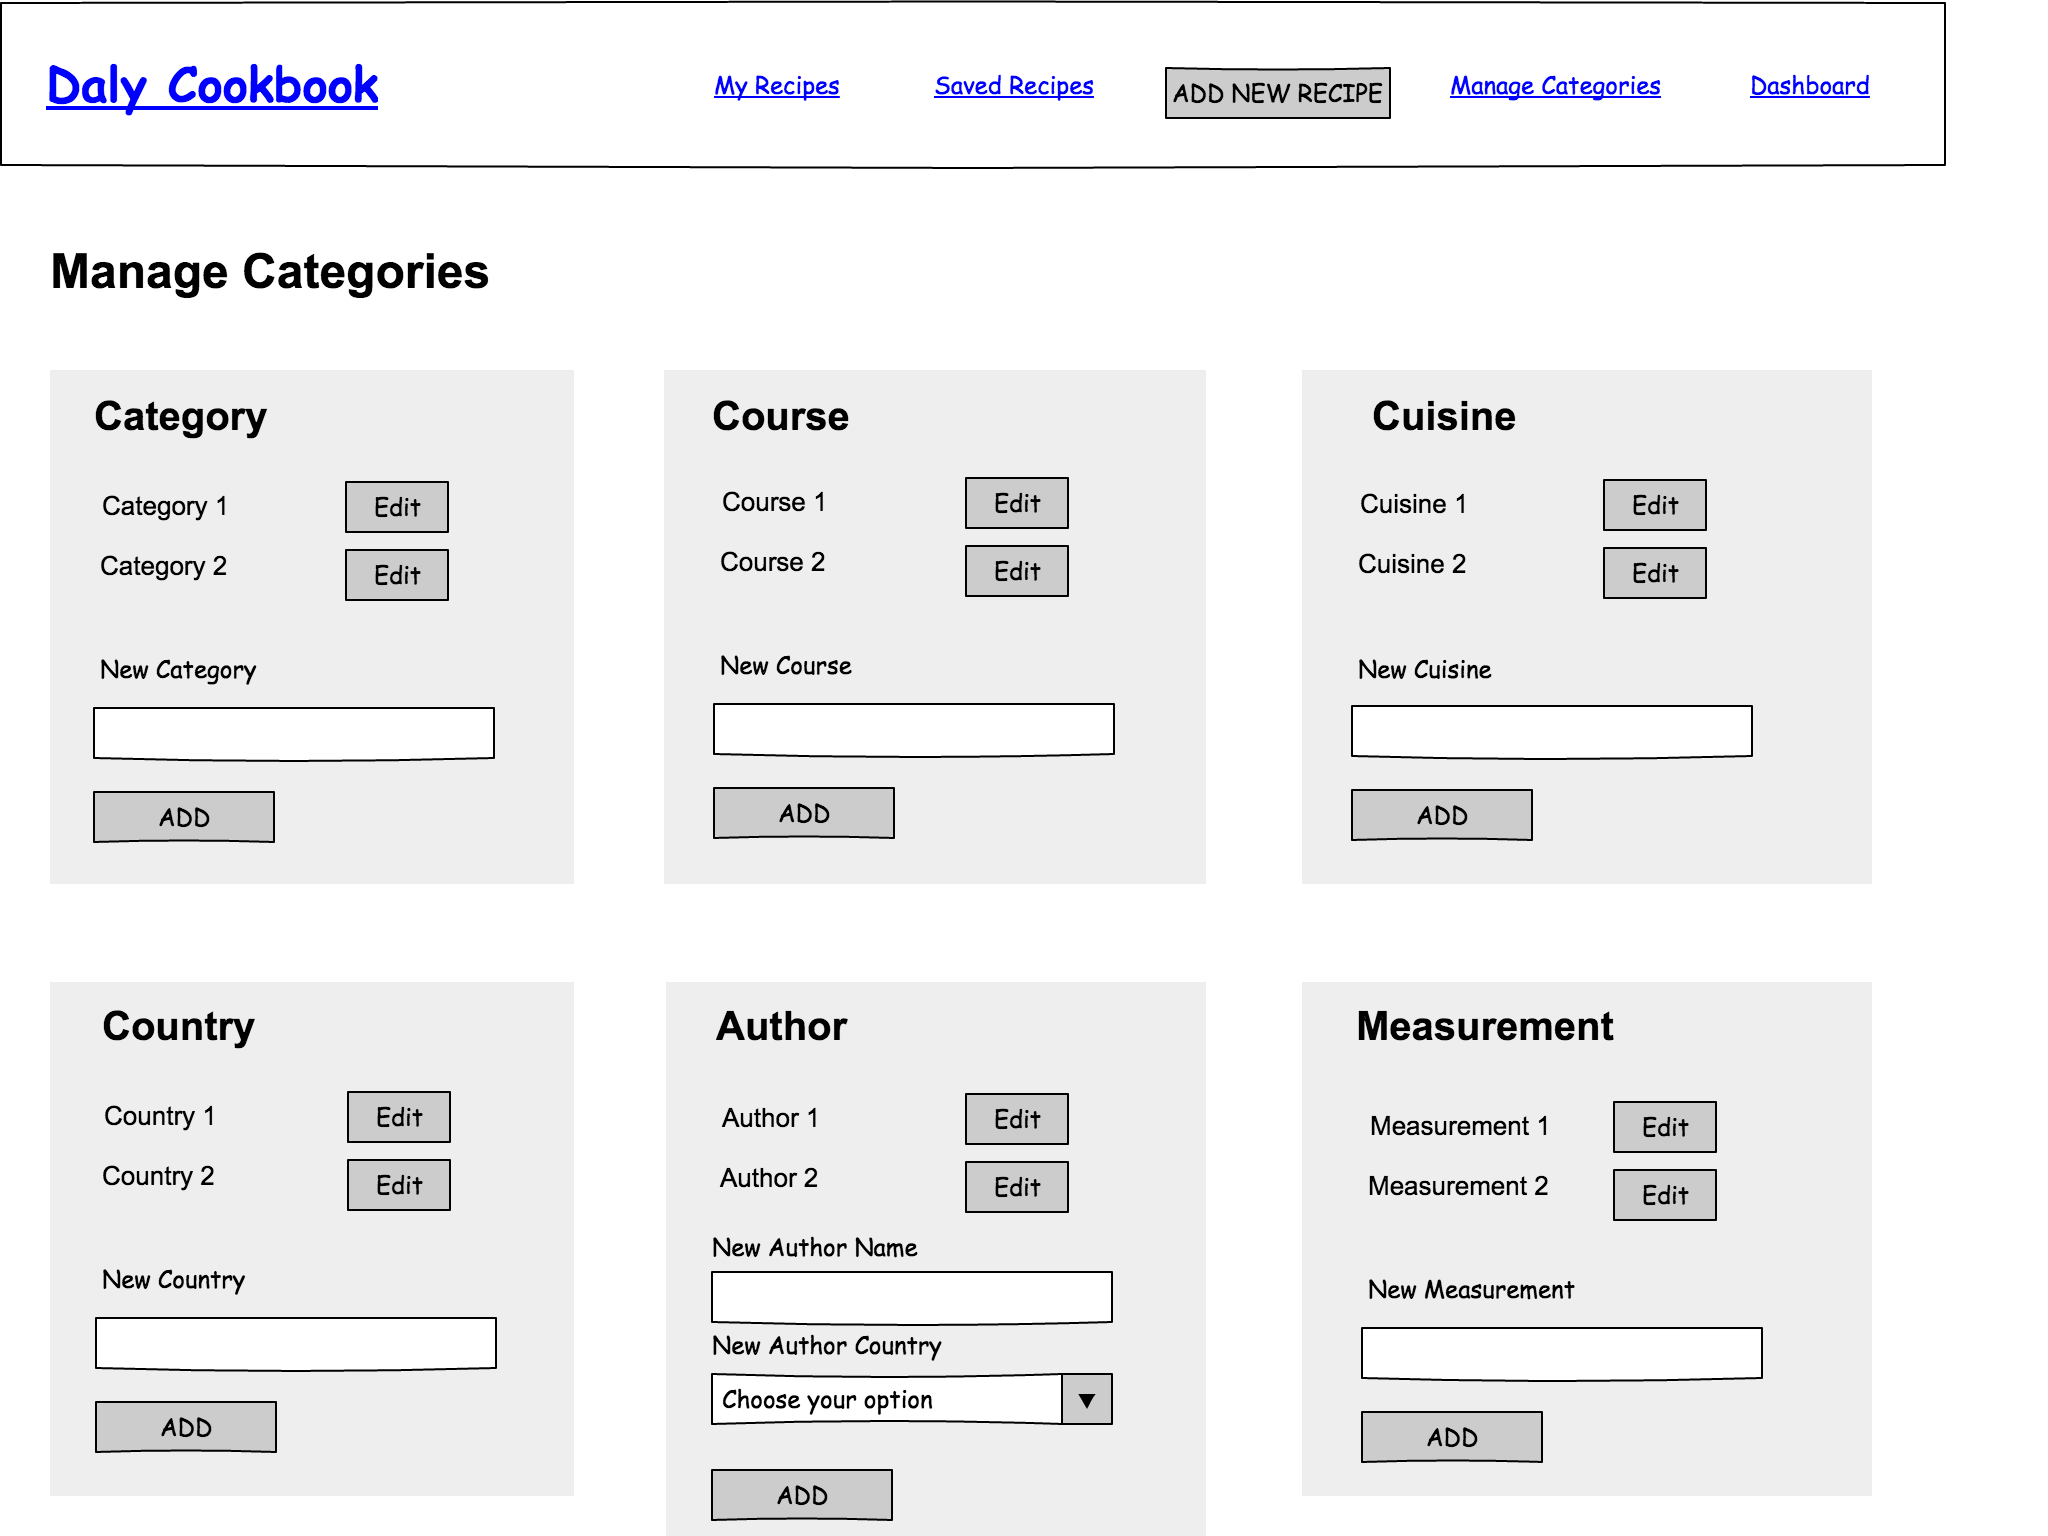 Daly Cookbook
My Recipes
Saved Recipes
ADD NEW RECIPE
Manage Categories
Dashboard
Manage Categories
Category
Category 1
Edit
Category 2
Edit
New Category
ADD
Course
Course 1
Edit
Course 2
Edit
New Course
ADD
Cuisine
Cuisine 1
Edit
Cuisine 2
Edit
New Cuisine
ADD
Country
Country 1
Edit
Country 2
Edit
New Country
ADD
Author
Author 1
Edit
Author 2
Edit
New Author Name
New Author Country
Choose your option
ADD
Measurement
Measurement 1
Edit
Measurement 2
Edit
New Measurement
ADD